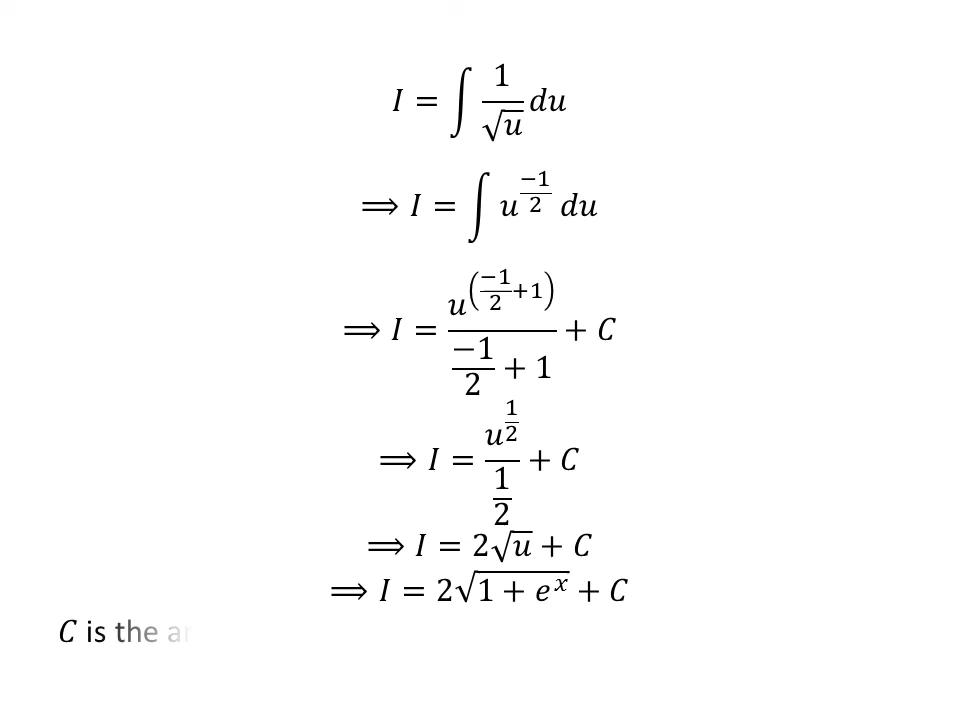 I = ∫ 1/√u du
⟹ I = ∫ u^(-1/2) du
⟹ I = u^(-1/2 + 1) / (-1/2 + 1) + C
⟹ I = u^(1/2) / (1/2) + C
⟹ I = 2√u + C
⟹ I = 2√(1 + e^x) + C
C is the